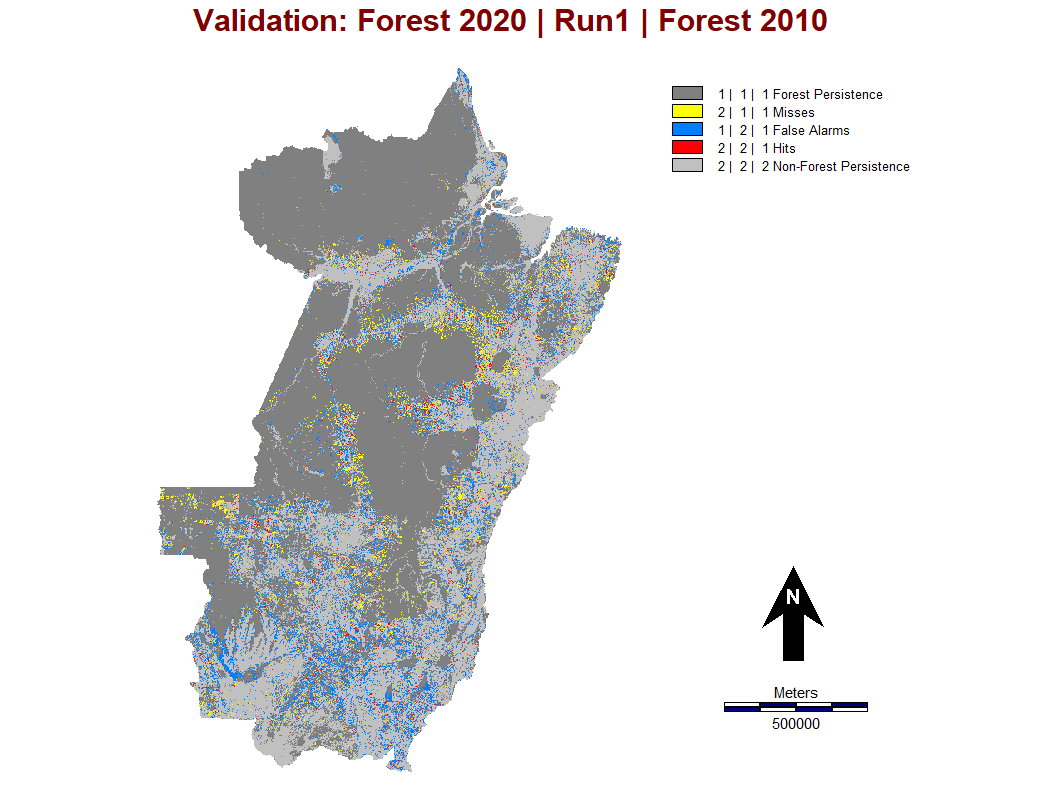 Validation: Forest 2020 | Run1 | Forest 2010
1 | 1 | 1 Forest Persistence
2 | 1 | 1 Misses
1 | 2 | 1 False Alarms
2 | 2 | 1 Hits
2 | 2 | 2 Non-Forest Persistence
N
Meters
500000